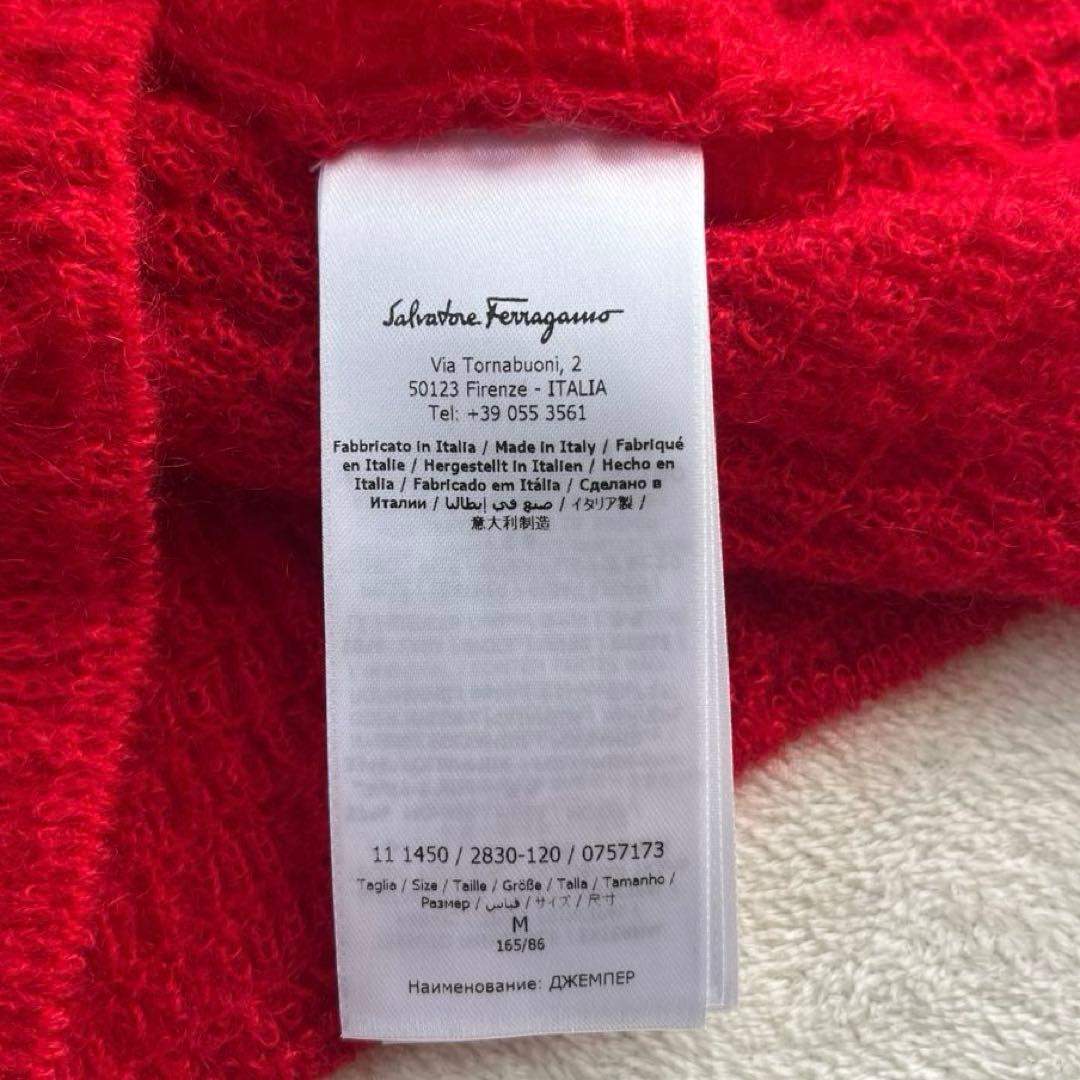 Salvatore Ferragamo
Via Tornabuoni, 2
50123 Firenze - ITALIA
Tel: +39 055 3561
Fabbricato in Italia / Made in Italy / Fabriqué
en Italie / Hergestellt in Italien / Hecho en
Italia / Fabricado em Itália / Сделано в
Италии / صنع في إيطاليا / イタリア製 /
意大利制造
11 1450 / 2830-120 / 0757173
Taglia / Size / Taille / Größe / Talla / Tamanho /
Размер / قياس / サイズ / 尺寸
M
165/86
Наименование: ДЖЕМПЕР